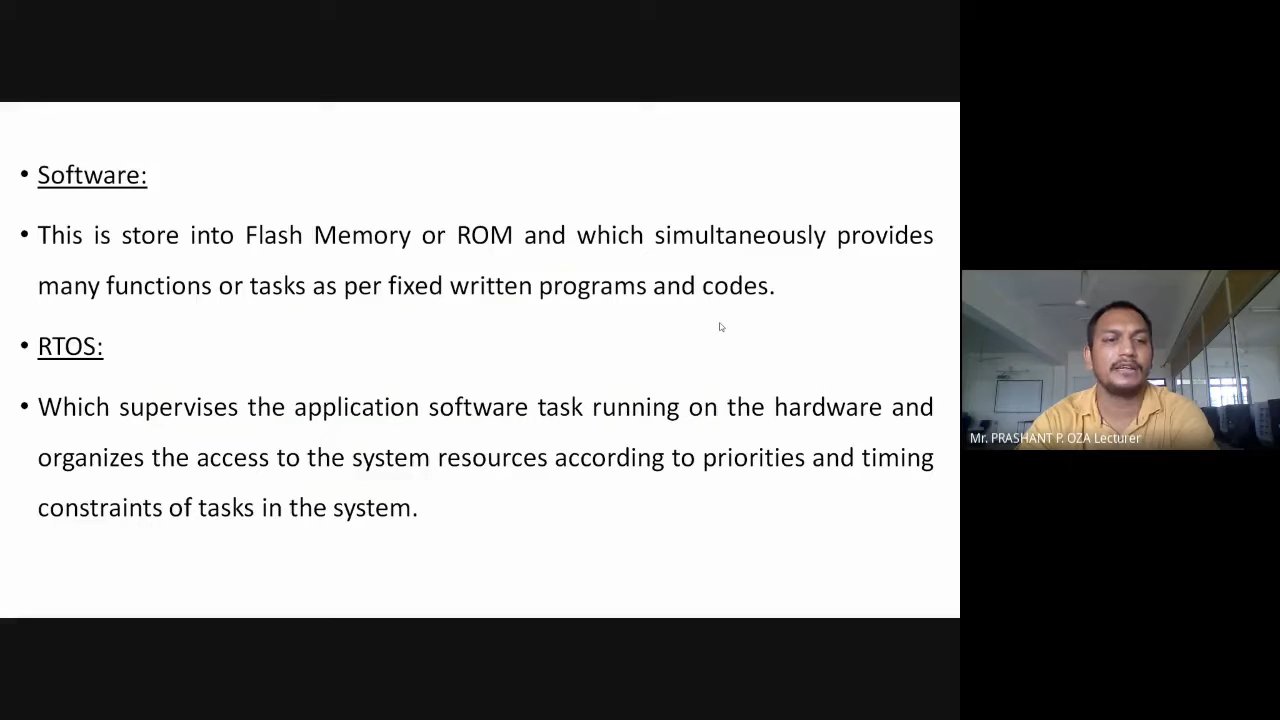 • Software:
• This is store into Flash Memory or ROM and which simultaneously provides
many functions or tasks as per fixed written programs and codes.
• RTOS:
• Which supervises the application software task running on the hardware and
organizes the access to the system resources according to priorities and timing
constraints of tasks in the system.
Mr. PRASHANT P. OZA Lecturer